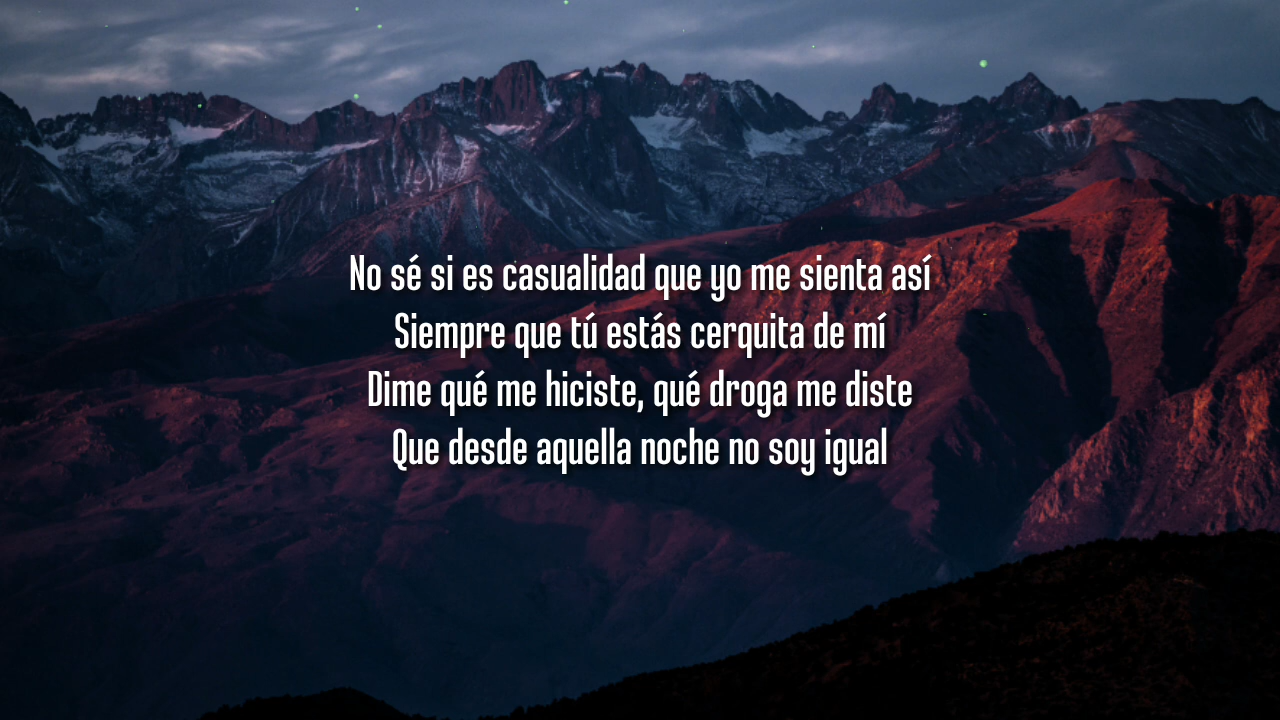 No sé si es casualidad que yo me sienta así
Siempre que tú estás cerquita de mí
Dime qué me hiciste, qué droga me diste
Que desde aquella noche no soy igual